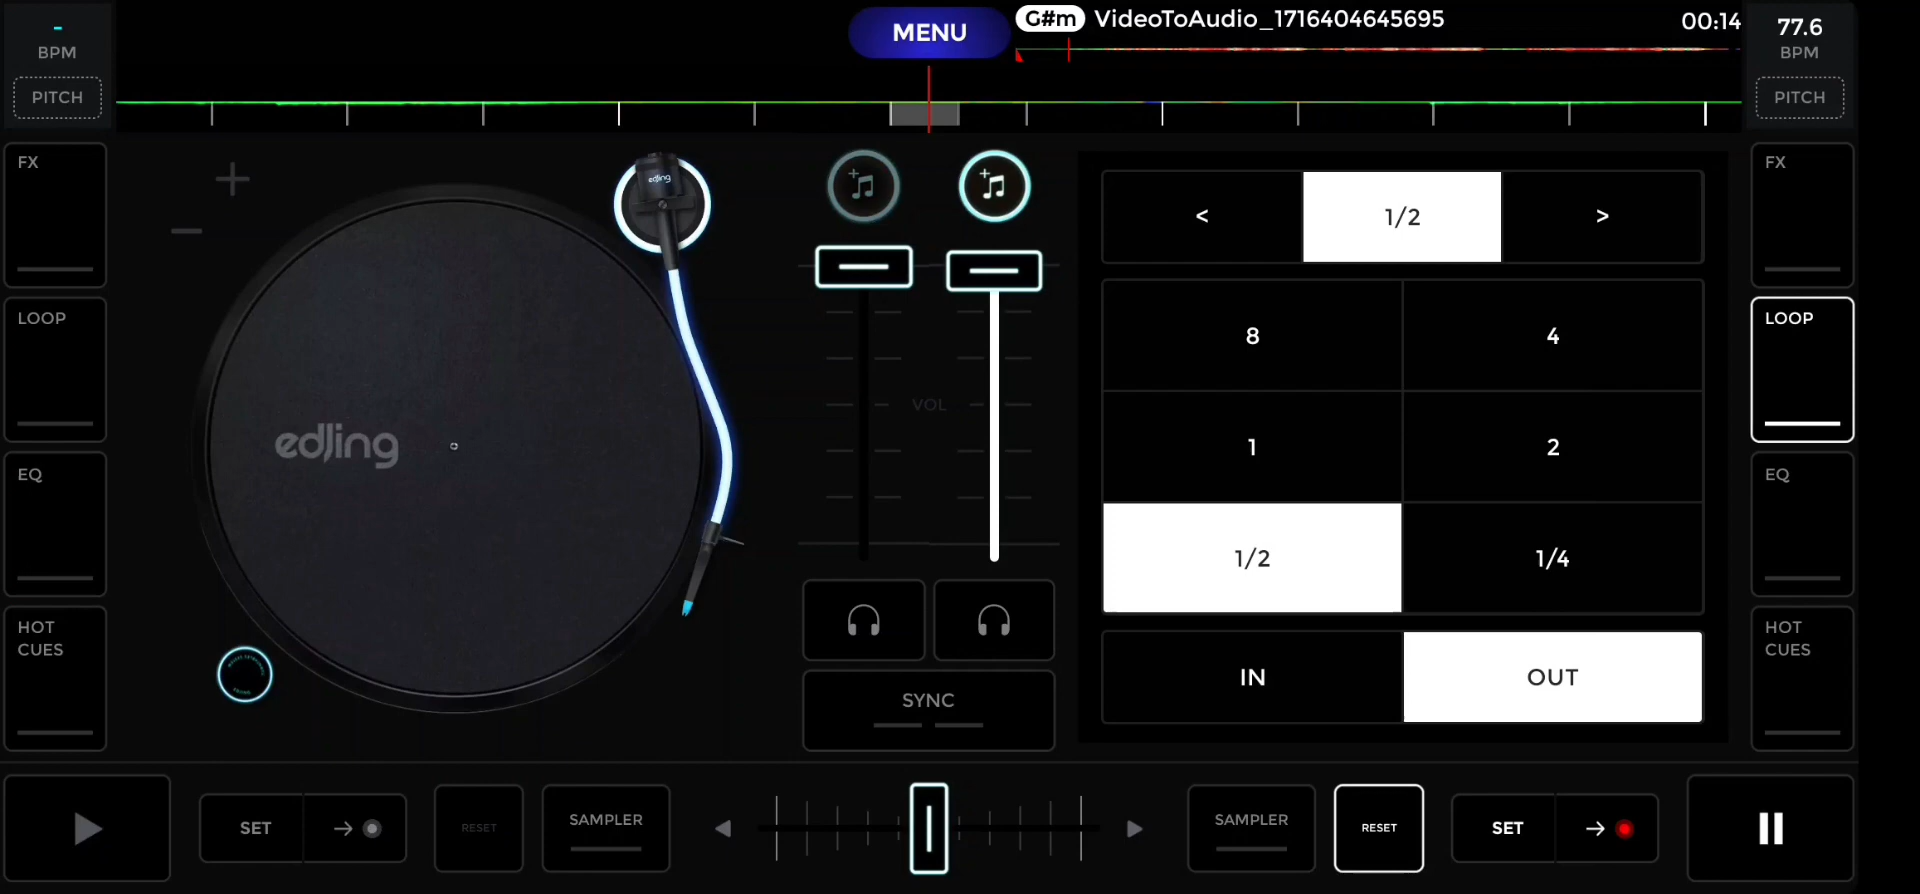 -
BPM
PITCH
MENU
G#m VideoToAudio_1716404645695
00:14
77.6
BPM
PITCH
FX
LOOP
EQ
HOT
CUES
edjing
edjing
VOL
SYNC
< 1/2 >
8 4
1 2
1/2 1/4
IN OUT
FX
LOOP
EQ
HOT
CUES
SET
RESET
SAMPLER
SAMPLER
RESET
SET